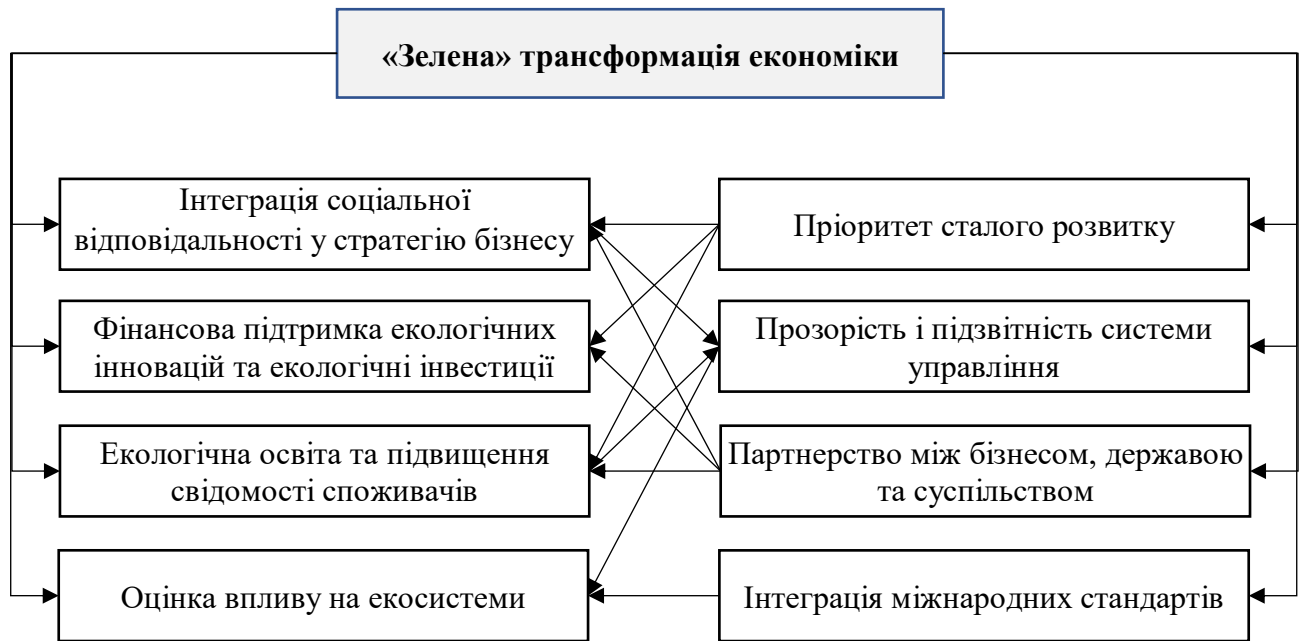 «Зелена» трансформація економіки
Інтеграція соціальної
відповідальності у стратегію бізнесу
Пріоритет сталого розвитку
Фінансова підтримка екологічних
інновацій та екологічні інвестиції
Прозорість і підзвітність системи
управління
Екологічна освіта та підвищення
свідомості споживачів
Партнерство між бізнесом, державою
та суспільством
Оцінка впливу на екосистеми
Інтеграція міжнародних стандартів